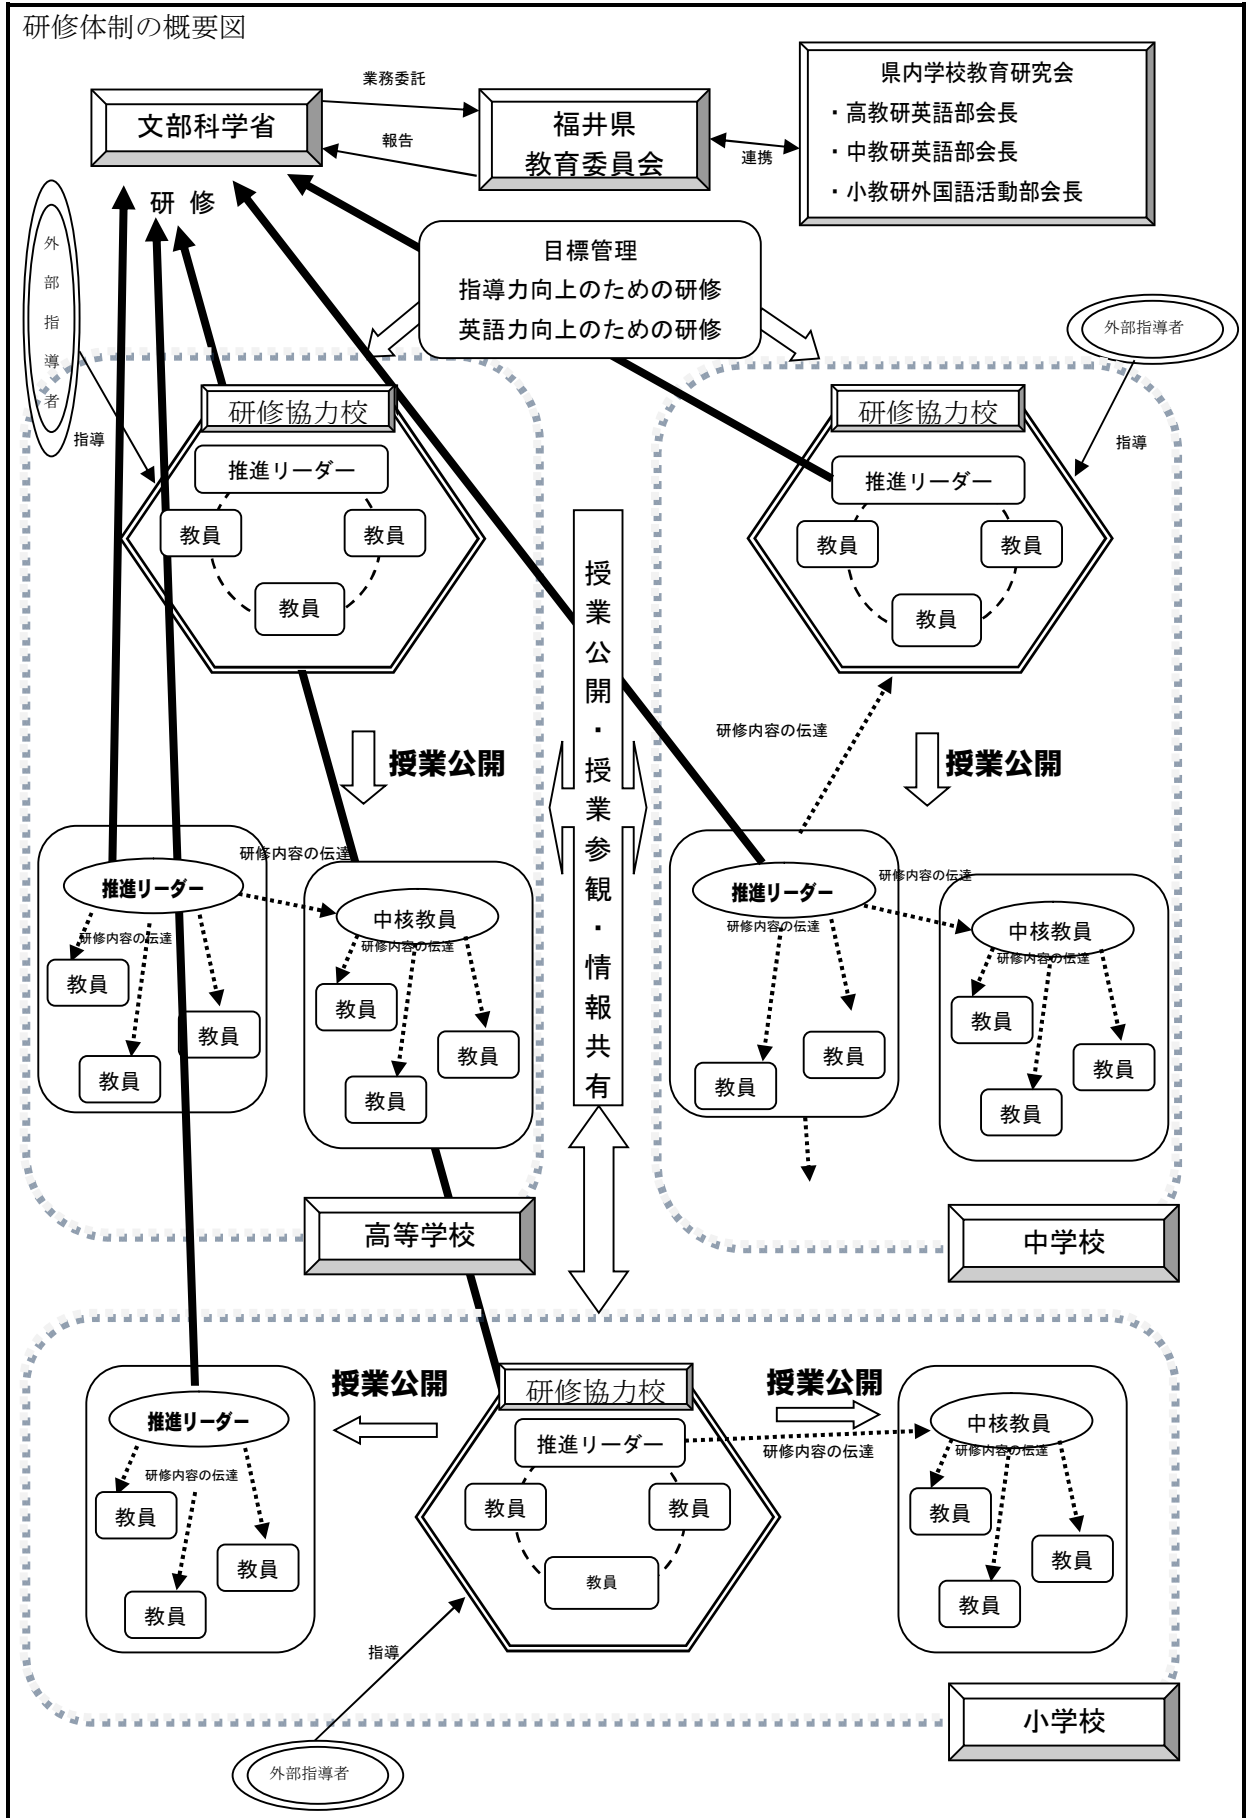 研修体制の概要図
業務委託
文部科学省
報告
福井県
教育委員会
連携
県内学校教育研究会
・高教研英語部会長
・中教研英語部会長
・小教研外国語活動部会長
研 修
外部指導者
指導
目標管理
指導力向上のための研修
英語力向上のための研修
外部指導者
指導
研修協力校
推進リーダー
教員
教員
教員
研修協力校
推進リーダー
教員
教員
教員
授業公開・授業参観・情報共有
授業公開
研修内容の伝達
授業公開
推進リーダー
研修内容の伝達
研修内容の伝達
教員
教員
教員
中核教員
研修内容の伝達
教員
教員
教員
推進リーダー
研修内容の伝達
研修内容の伝達
教員
教員
中核教員
研修内容の伝達
教員
教員
教員
高等学校
中学校
推進リーダー
研修内容の伝達
教員
教員
教員
授業公開
研修協力校
推進リーダー
教員
教員
教員
授業公開
研修内容の伝達
中核教員
研修内容の伝達
教員
教員
教員
指導
外部指導者
小学校